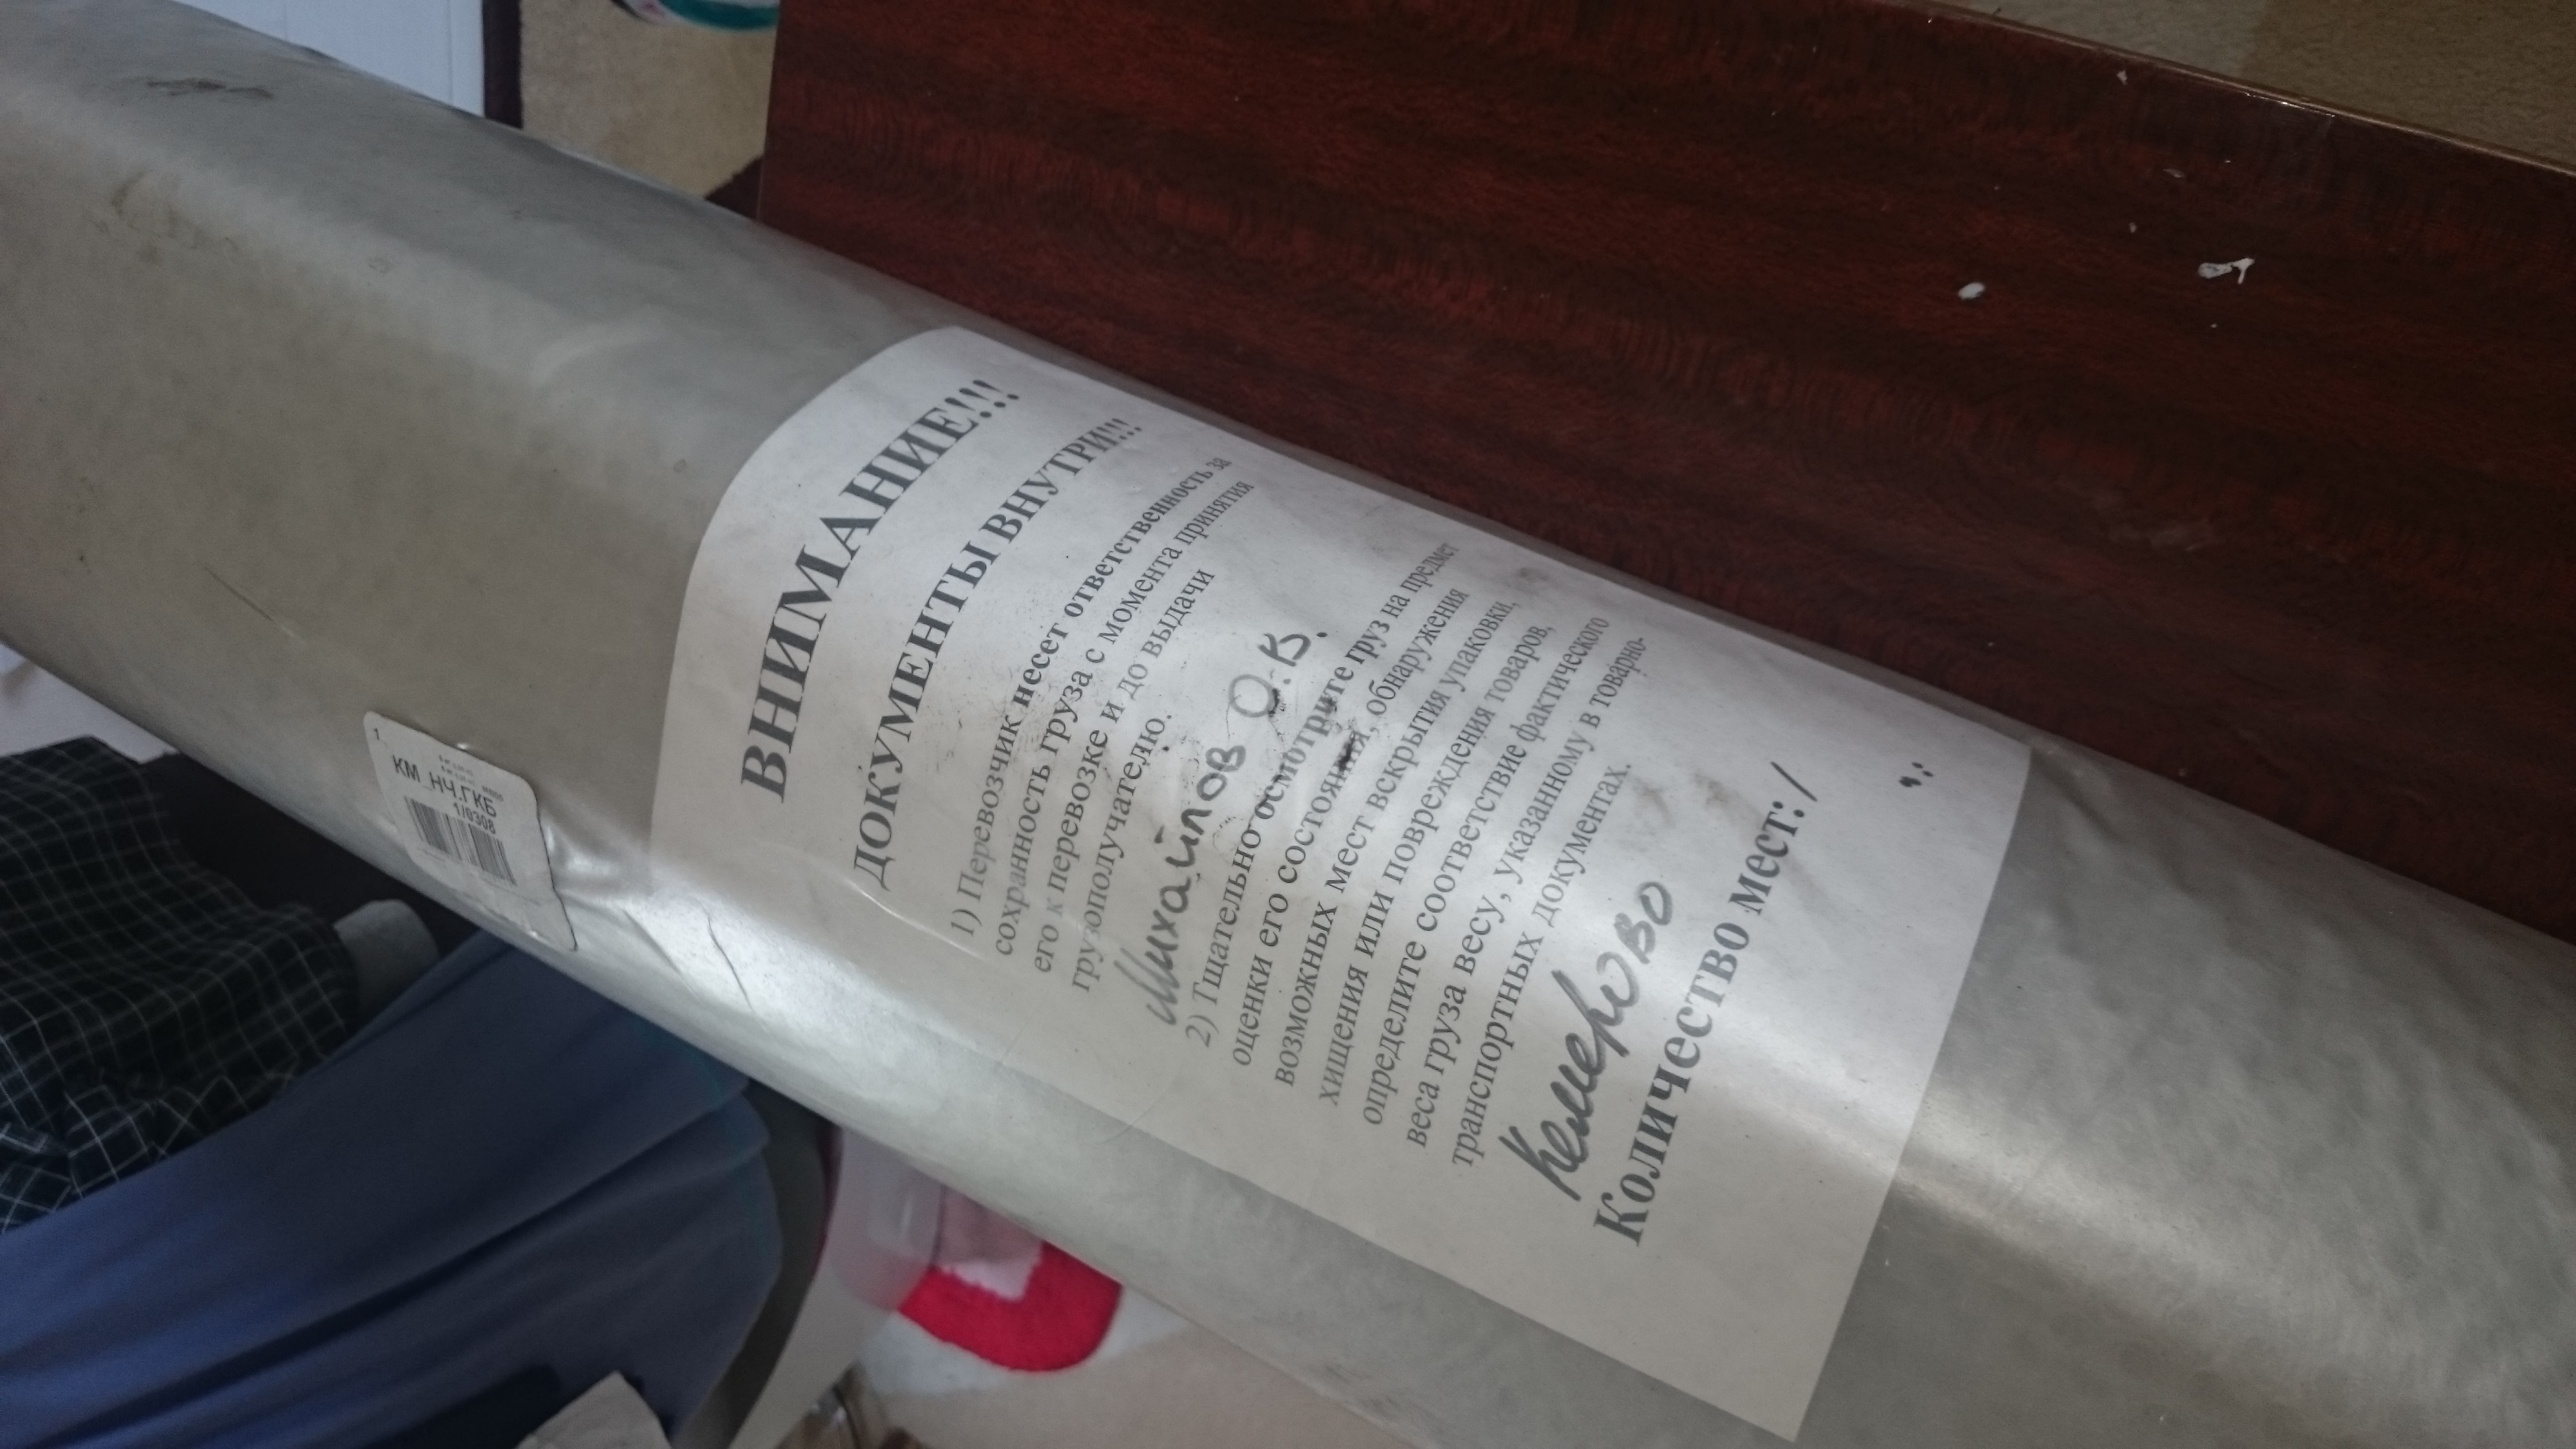 ВНИМАНИЕ!!!
ДОКУМЕНТЫ ВНУТРИ!!!
1) Перевозчик несет ответственность за
сохранность груза с момента принятия
его к перевозке и до выдачи
грузополучателю.
Михайлов О.В.
2) Тщательно осмотрите груз на предмет
оценки его состояния, обнаружения
возможных мест вскрытия упаковки,
хищения или повреждения товаров,
определите соответствие фактического
веса груза весу, указанному в товарно-
транспортных документах.
Кемерово
Количество мест: /
1
КМ_НЧ.ГКБ
1/0308